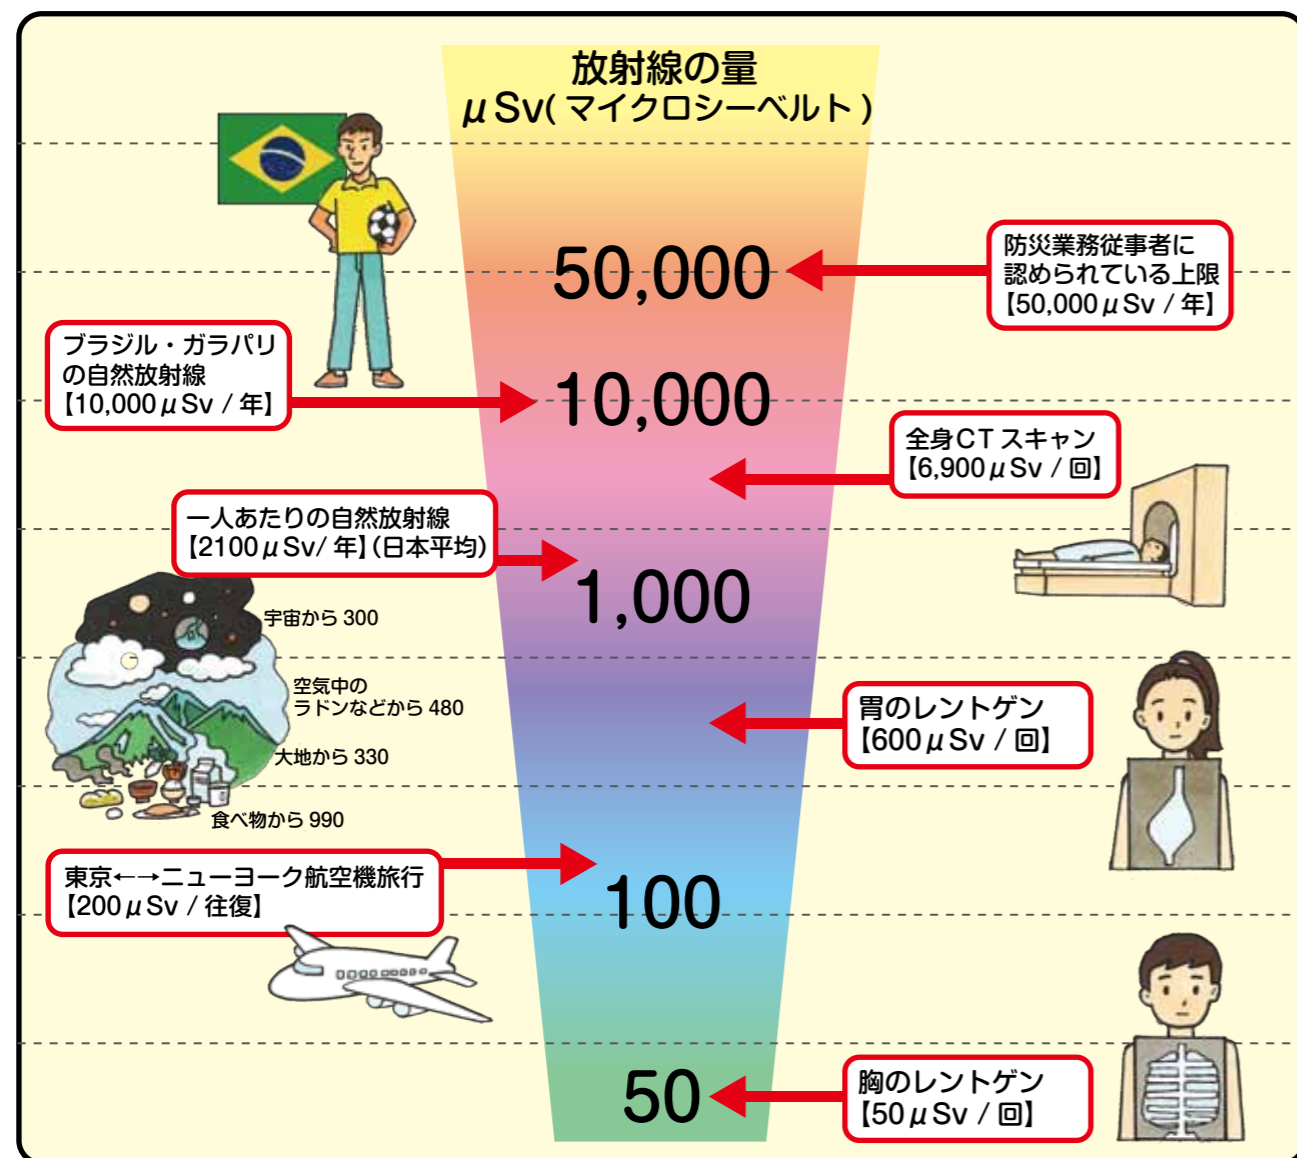 放射線の量
μSv(マイクロシーベルト)
50,000
防災業務従事者に
認められている上限
【50,000μSv / 年】
ブラジル・ガラパリ
の自然放射線
【10,000μSv / 年】
10,000
全身CTスキャン
【6,900μSv / 回】
一人あたりの自然放射線
【2100μSv/ 年】(日本平均)
1,000
宇宙から 300
空気中の
ラドンなどから 480
大地から 330
食べ物から 990
胃のレントゲン
【600μSv / 回】
東京←→ニューヨーク航空機旅行
【200μSv / 往復】
100
50
胸のレントゲン
【50μSv / 回】